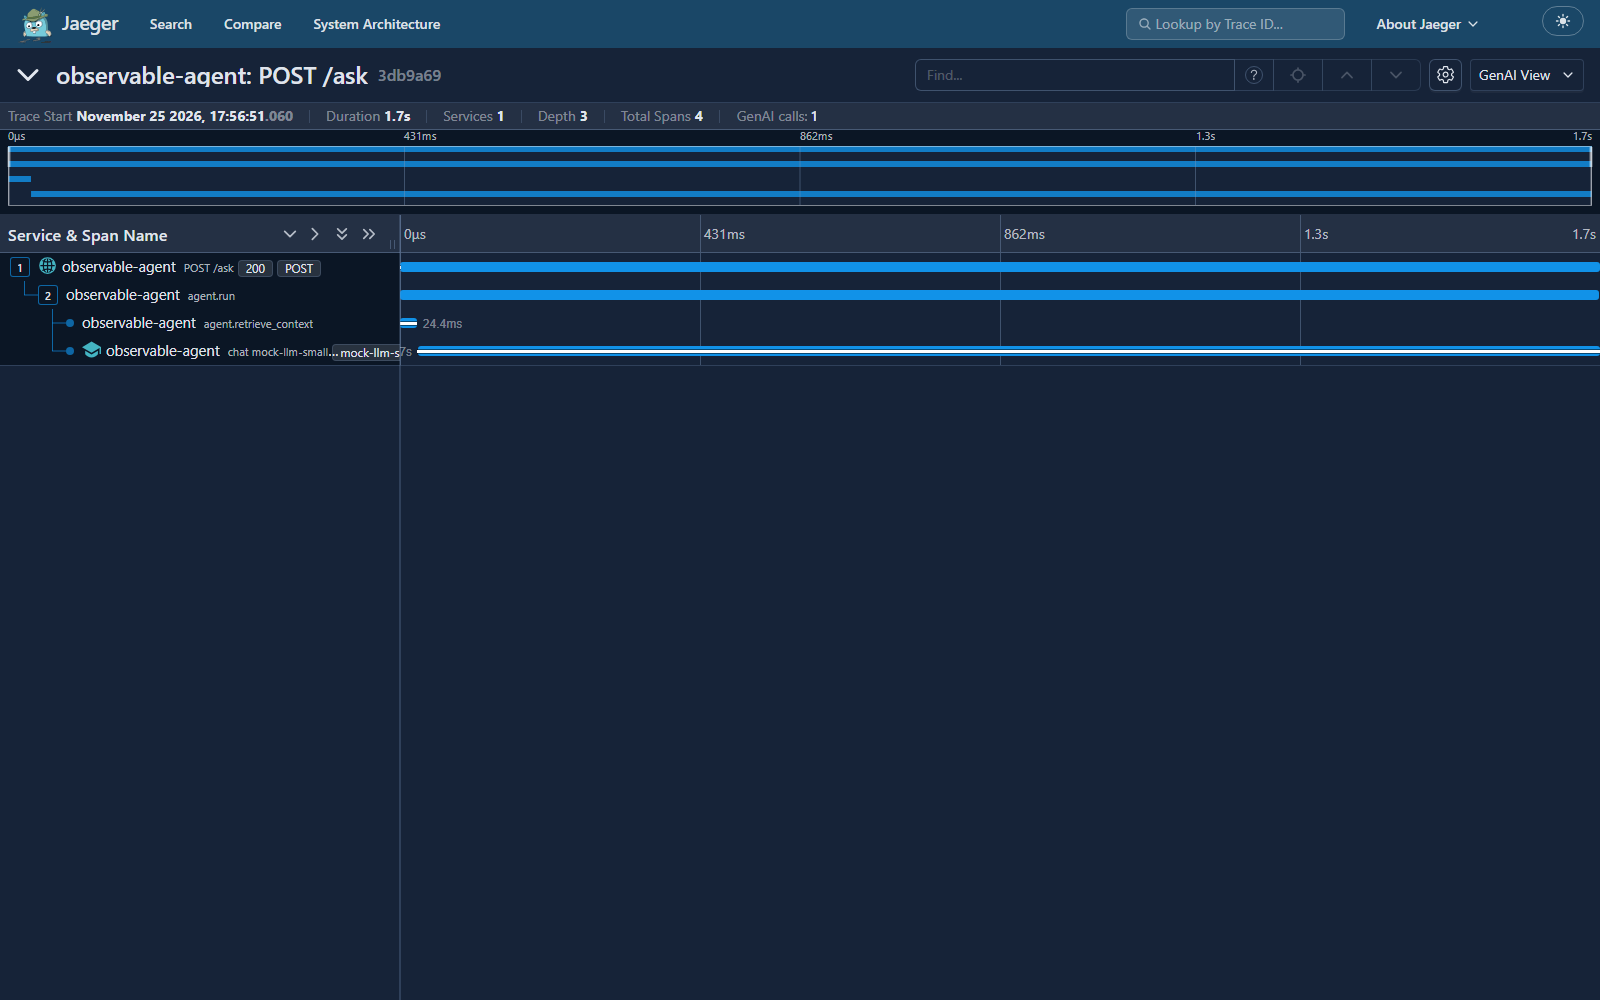 Jaeger Search Compare System Architecture Lookup by Trace ID... About Jaeger
observable-agent: POST /ask 3db9a69 Find... ? GenAI View
Trace Start November 25 2026, 17:56:51.060 Duration 1.7s Services 1 Depth 3 Total Spans 4 GenAI calls: 1
0μs 431ms 862ms 1.3s 1.7s
Service & Span Name 0μs 431ms 862ms 1.3s 1.7s
1 observable-agent POST /ask 200 POST
2 observable-agent agent.run
observable-agent agent.retrieve_context 24.4ms
observable-agent chat mock-llm-small... mock-llm-s 7s